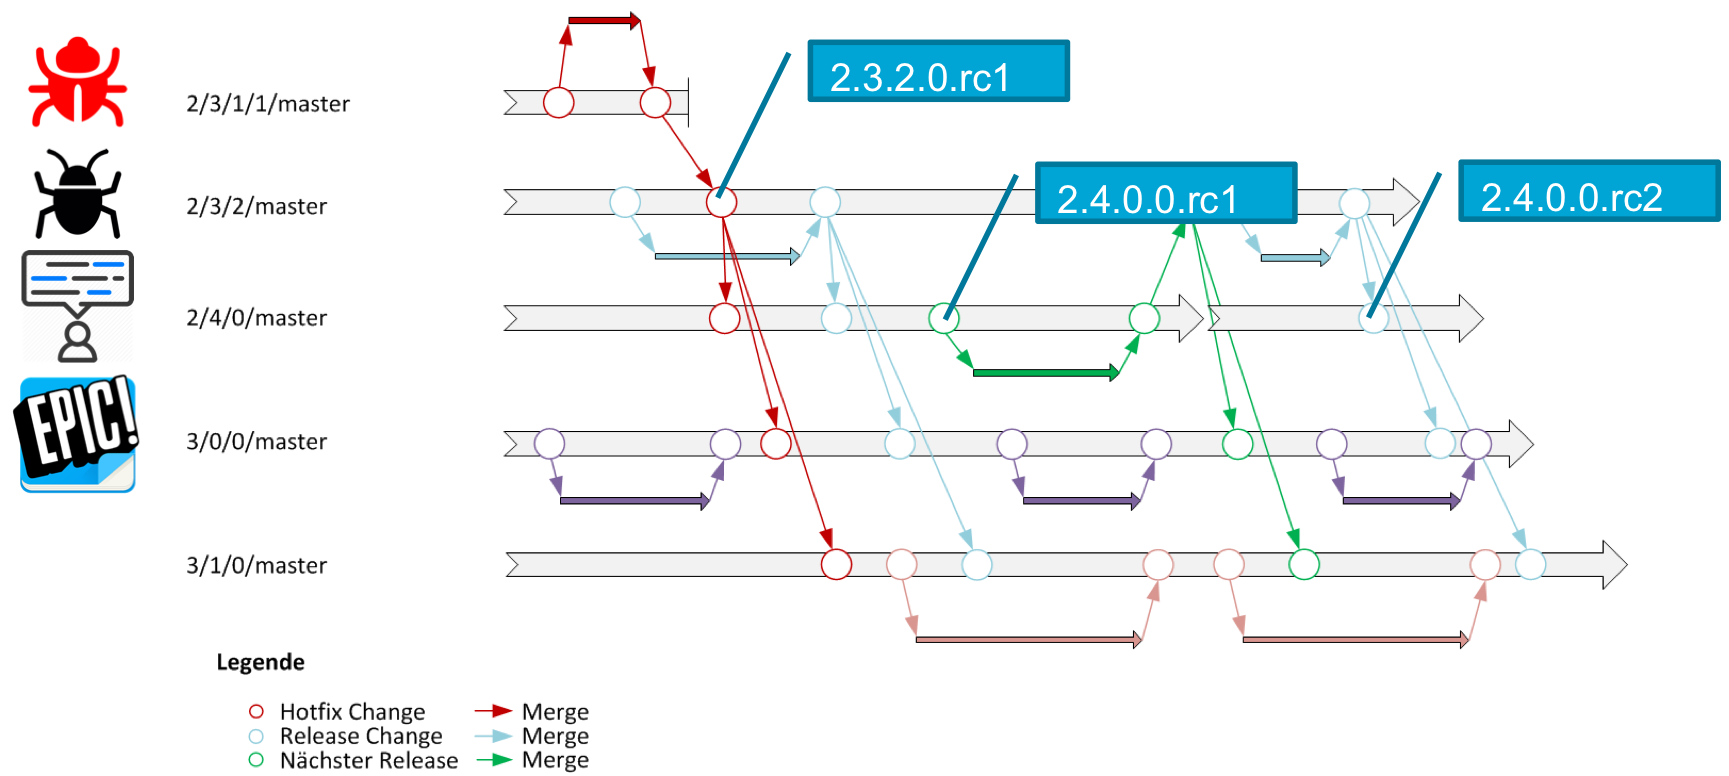 2.3.2.0.rc1
2/3/1/1/master
2/3/2/master
2.4.0.0.rc1
2.4.0.0.rc2
2/4/0/master
EPIC!
3/0/0/master
3/1/0/master
Legende
Hotfix Change Merge
Release Change Merge
Nächster Release Merge